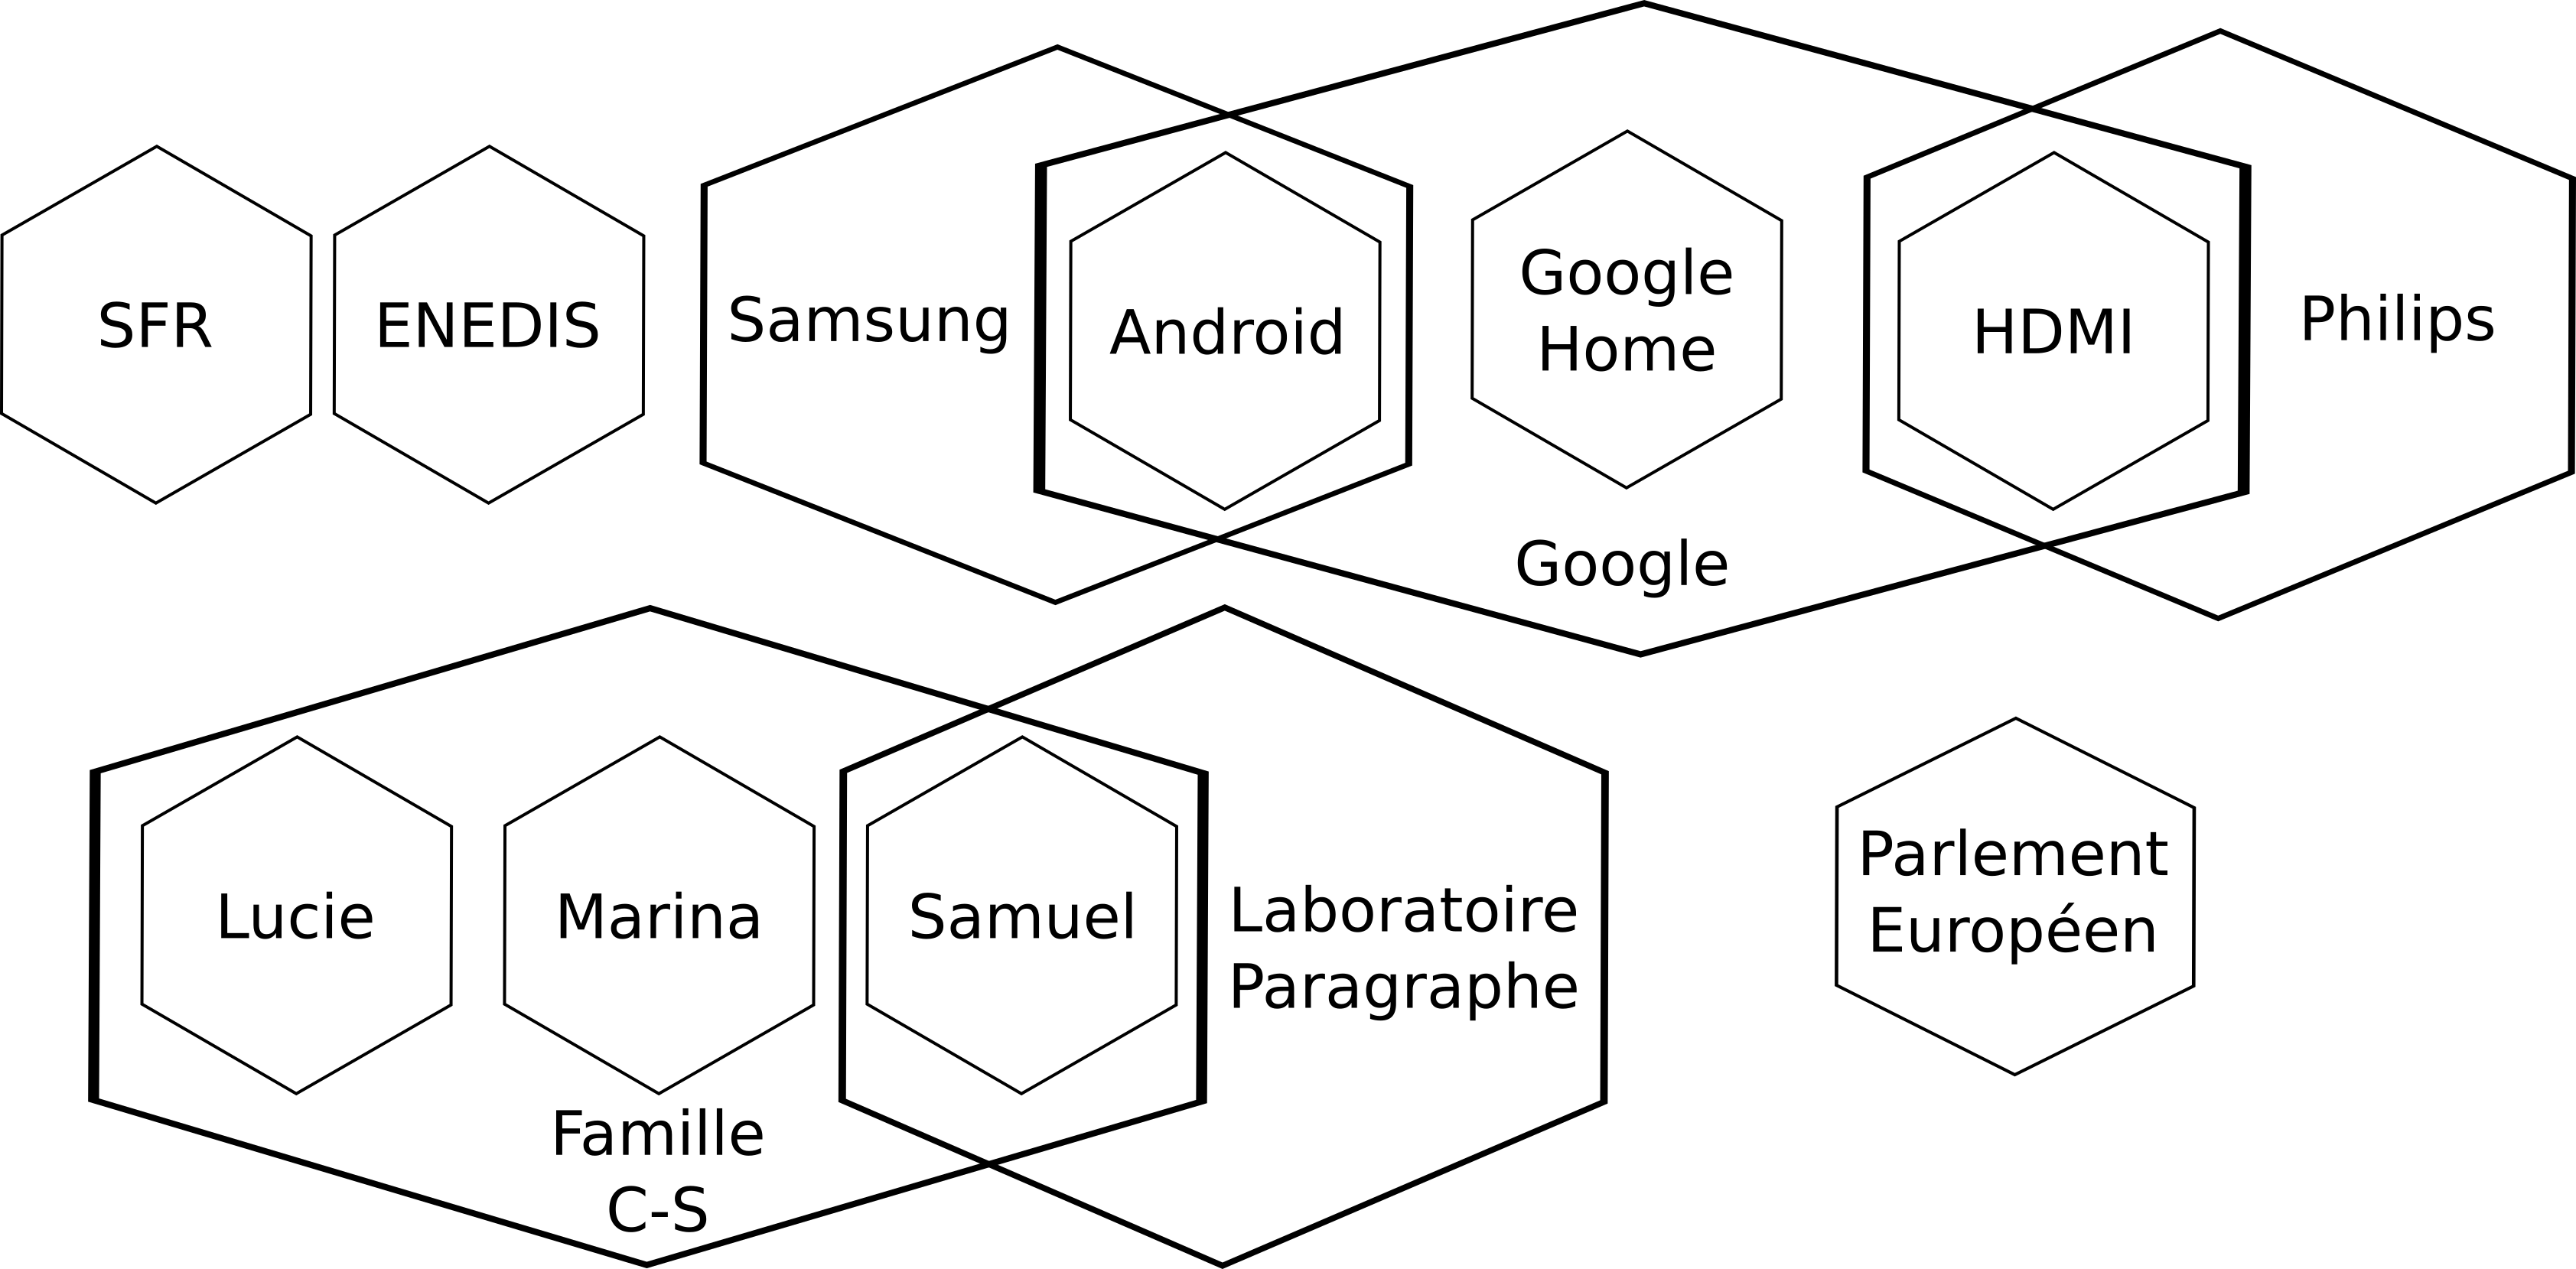 SFR
ENEDIS
Samsung
Android
Google
Home
HDMI
Philips
Google
Lucie
Marina
Samuel
Laboratoire
Paragraphe
Parlement
Européen
Famille
C-S